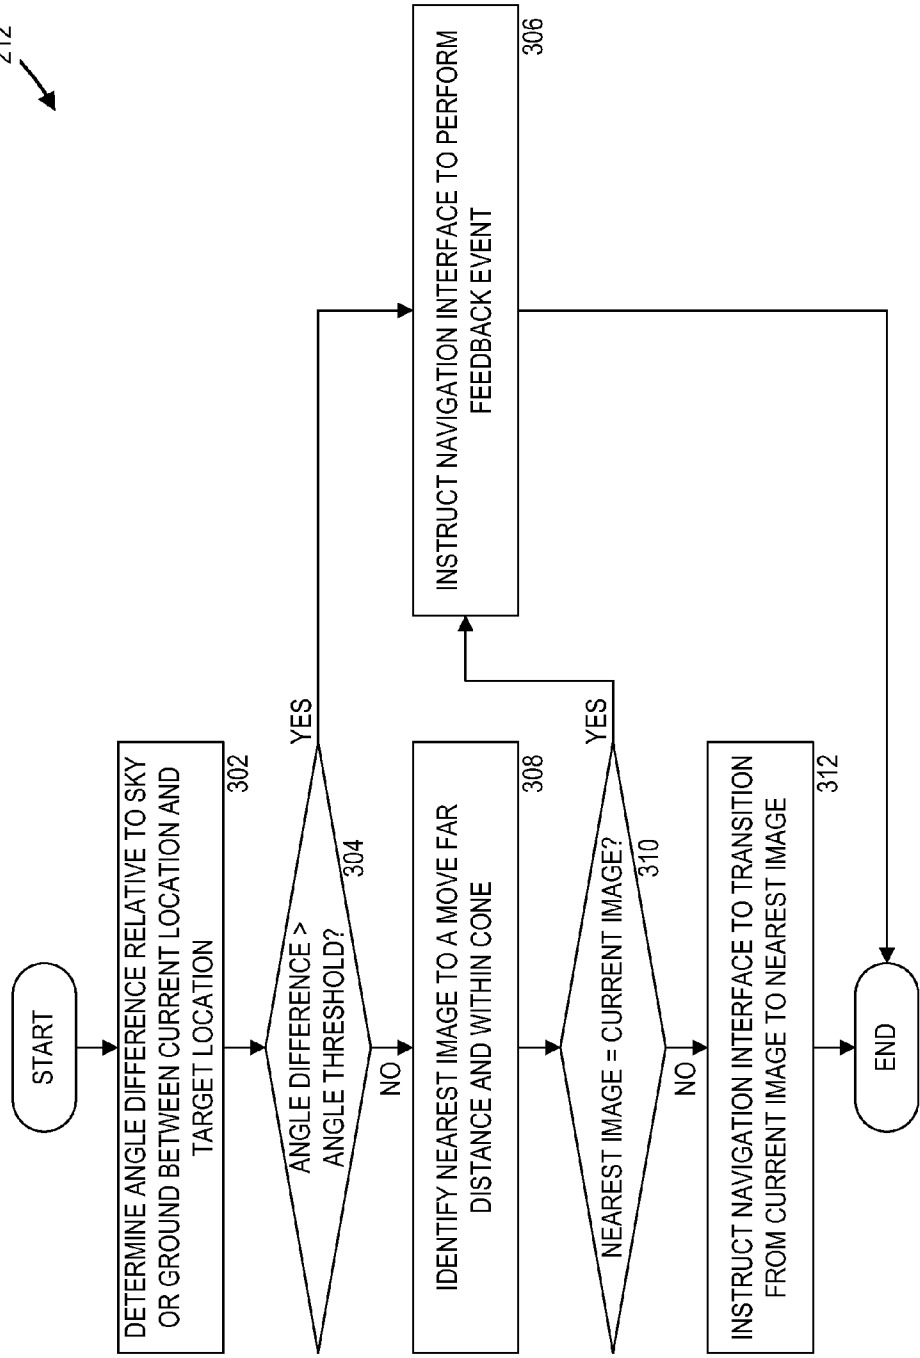 212
START
DETERMINE ANGLE DIFFERENCE RELATIVE TO SKY
OR GROUND BETWEEN CURRENT LOCATION AND
TARGET LOCATION
302
ANGLE DIFFERENCE >
ANGLE THRESHOLD?
304
YES
NO
INSTRUCT NAVIGATION INTERFACE TO PERFORM
FEEDBACK EVENT
306
IDENTIFY NEAREST IMAGE TO A MOVE FAR
DISTANCE AND WITHIN CONE
308
NEAREST IMAGE = CURRENT IMAGE?
310
YES
NO
INSTRUCT NAVIGATION INTERFACE TO TRANSITION
FROM CURRENT IMAGE TO NEAREST IMAGE
312
END